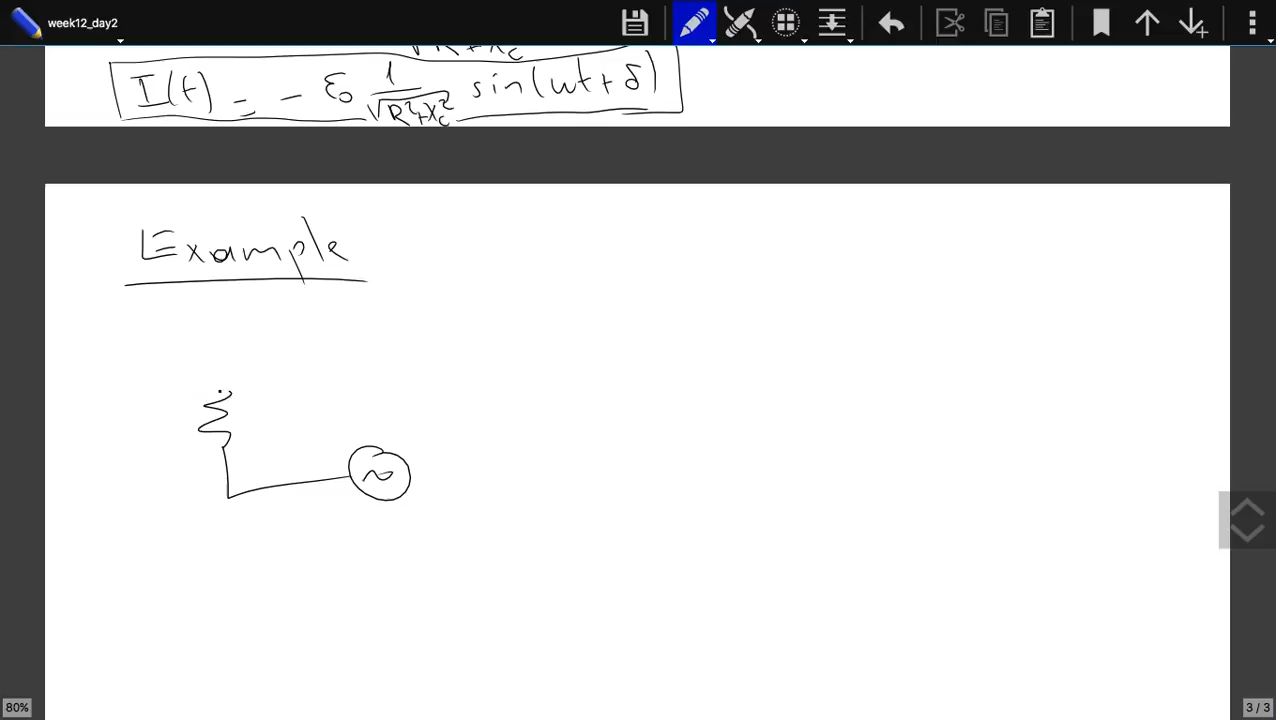 week12_day2
I(t) = - ε₀ 1/√(R²+X_c²) sin(ωt + δ)
Example
80%
3 / 3